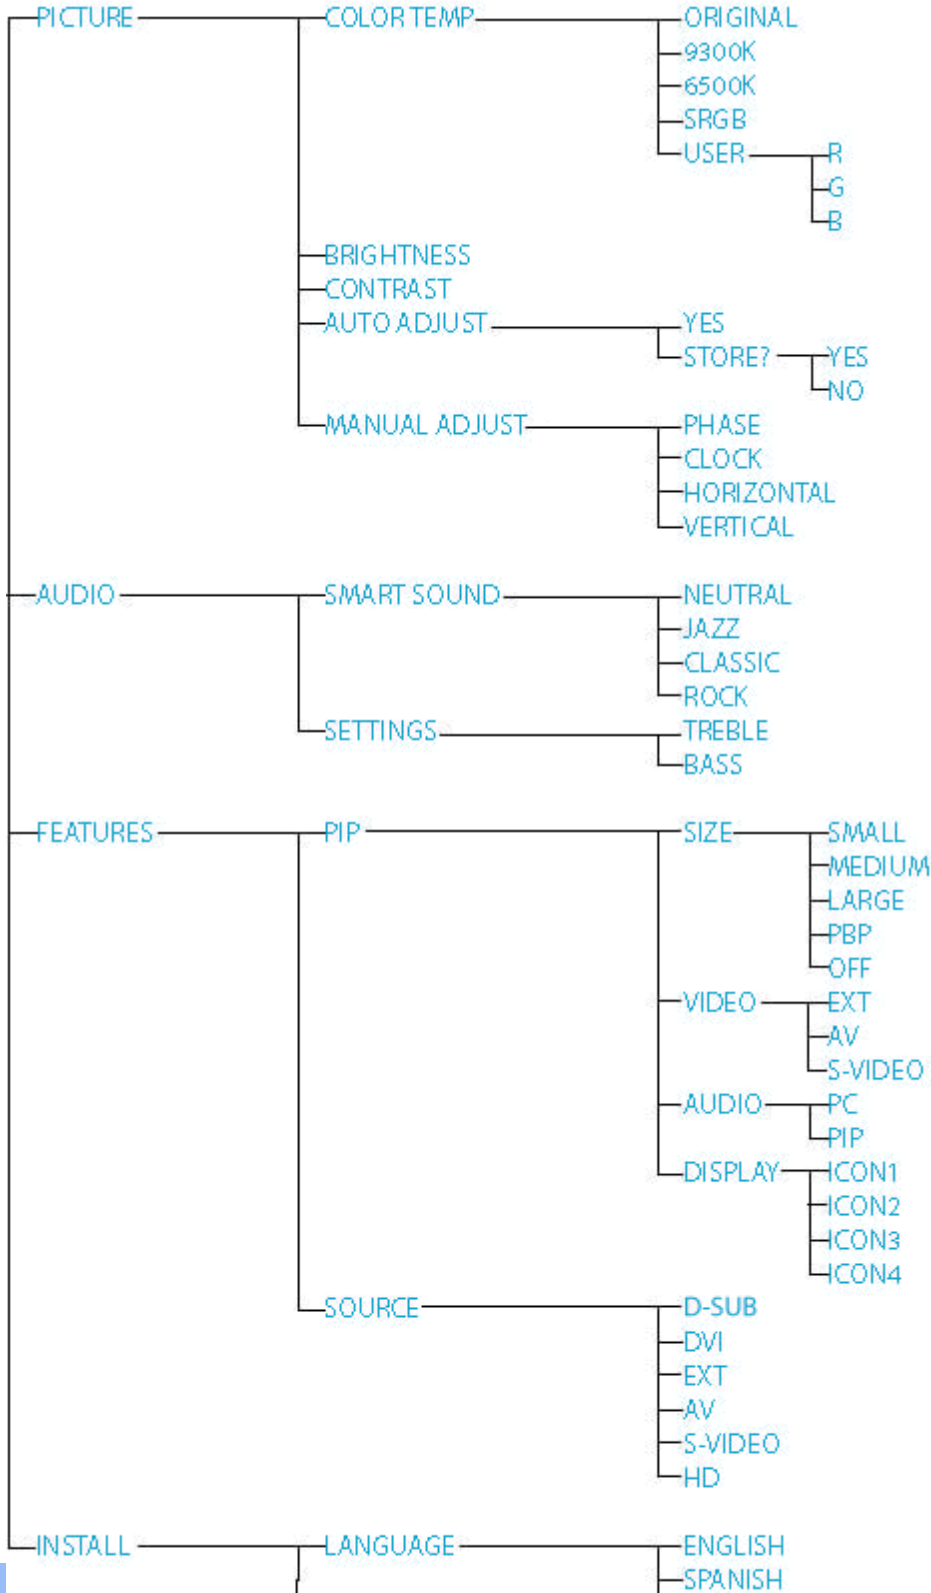 PICTURE COLOR TEMP ORIGINAL
9300K
6500K
SRGB
USER R
G
B
BRIGHTNESS
CONTRAST
AUTO ADJUST YES
STORE? YES
NO
MANUAL ADJUST PHASE
CLOCK
HORIZONTAL
VERTICAL
AUDIO SMART SOUND NEUTRAL
JAZZ
CLASSIC
ROCK
SETTINGS TREBLE
BASS
FEATURES PIP SIZE SMALL
MEDIUM
LARGE
PBP
OFF
VIDEO EXT
AV
S-VIDEO
AUDIO PC
PIP
DISPLAY ICON1
ICON2
ICON3
ICON4
SOURCE D-SUB
DVI
EXT
AV
S-VIDEO
HD
INSTALL LANGUAGE ENGLISH
SPANISH